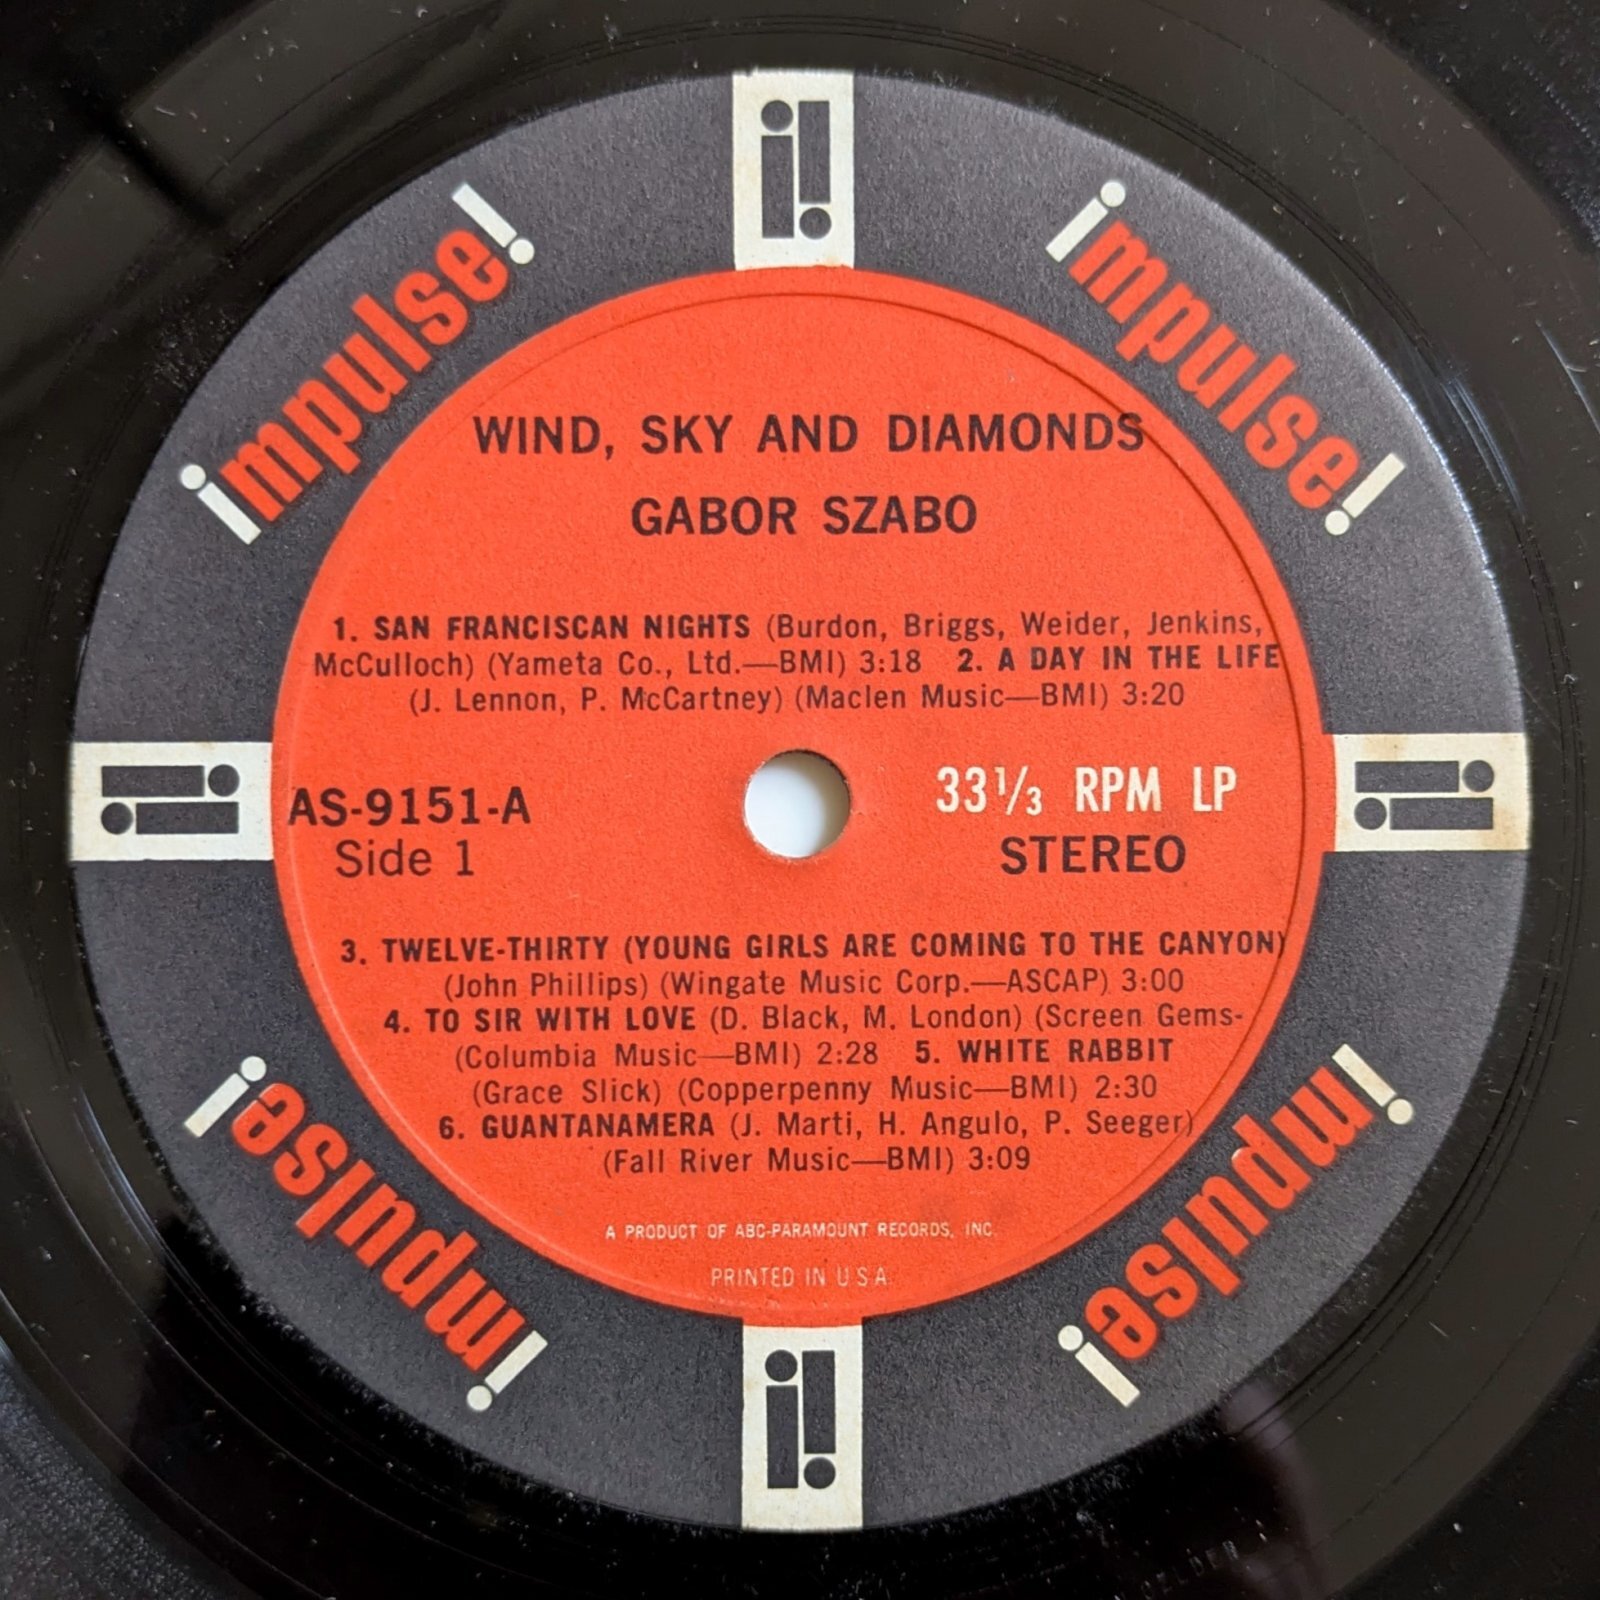 impulse!
impulse!
WIND, SKY AND DIAMONDS
GABOR SZABO
1. SAN FRANCISCAN NIGHTS (Burdon, Briggs, Weider, Jenkins,
McCulloch) (Yameta Co., Ltd.—BMI) 3:18 2. A DAY IN THE LIFE
(J. Lennon, P. McCartney) (Maclen Music—BMI) 3:20
AS-9151-A
Side 1
33⅓ RPM LP
STEREO
3. TWELVE-THIRTY (YOUNG GIRLS ARE COMING TO THE CANYON)
(John Phillips) (Wingate Music Corp.—ASCAP) 3:00
4. TO SIR WITH LOVE (D. Black, M. London) (Screen Gems-
(Columbia Music—BMI) 2:28 5. WHITE RABBIT
(Grace Slick) (Copperpenny Music—BMI) 2:30
6. GUANTANAMERA (J. Marti, H. Angulo, P. Seeger)
(Fall River Music—BMI) 3:09
A PRODUCT OF ABC-PARAMOUNT RECORDS, INC.
PRINTED IN U.S.A.
impulse!
impulse!